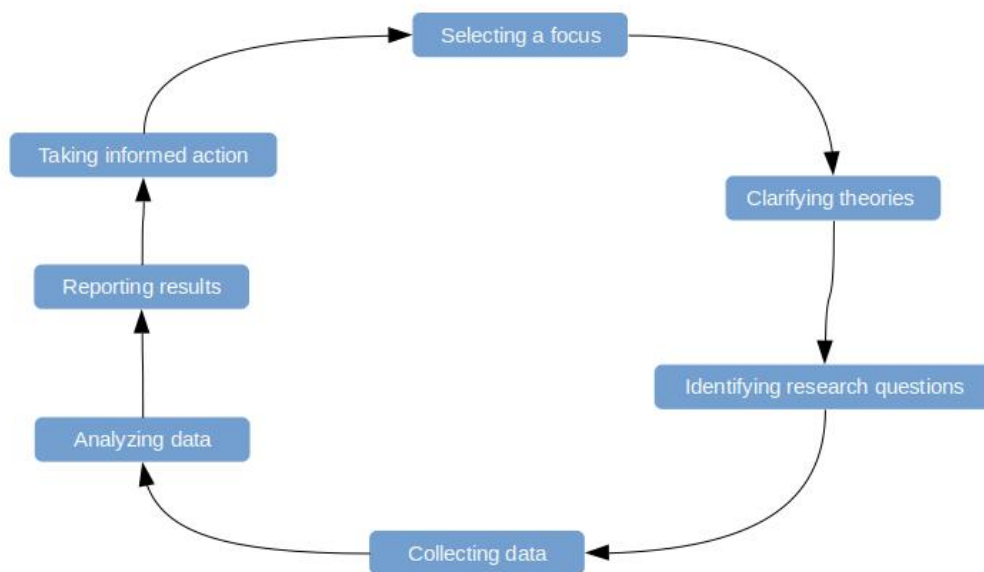 Selecting a focus
Clarifying theories
Identifying research questions
Collecting data
Analyzing data
Reporting results
Taking informed action